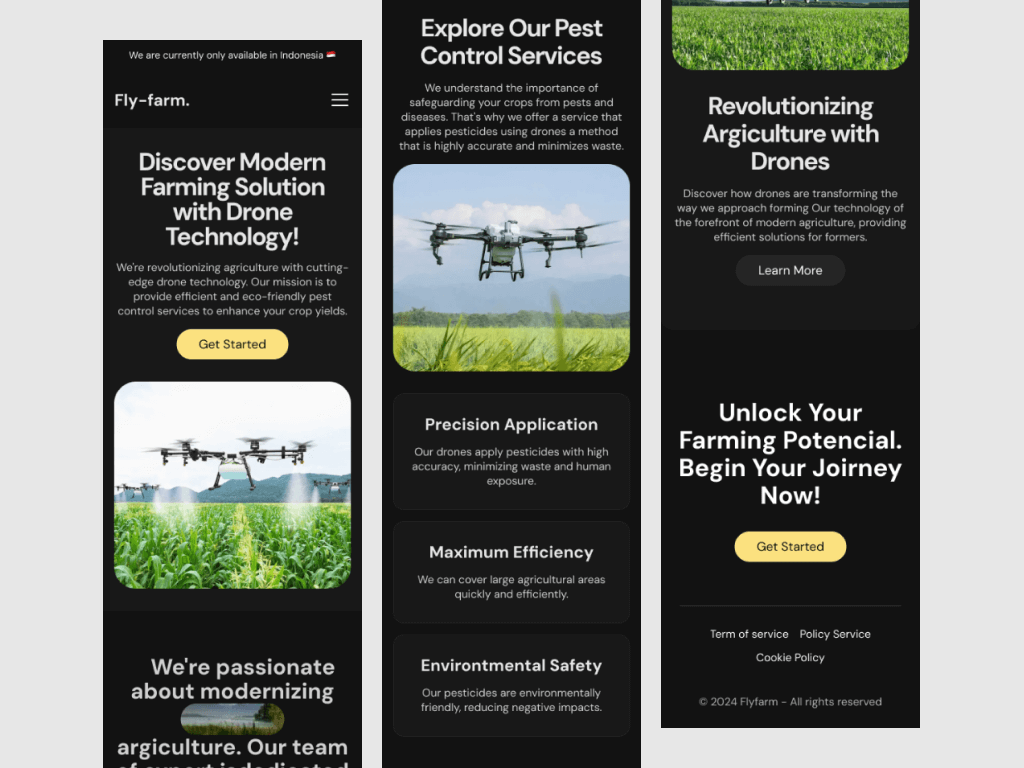 We are currently only available in Indonesia 🇮🇩
Fly-farm.
Discover Modern
Farming Solution
with Drone
Technology!
We're revolutionizing agriculture with cutting-
edge drone technology. Our mission is to
provide efficient and eco-friendly pest
control services to enhance your crop yields.
Get Started
We're passionate
about modernizing
argiculture. Our team
of expert isdedicated
Explore Our Pest
Control Services
We understand the importance of
safeguarding your crops from pests and
diseases. That's why we offer a service that
applies pesticides using drones a method
that is highly accurate and minimizes waste.
Precision Application
Our drones apply pesticides with high
accuracy, minimizing waste and human
exposure.
Maximum Efficiency
We can cover large agricultural areas
quickly and efficiently.
Environtmental Safety
Our pesticides are environmentally
friendly, reducing negative impacts.
Revolutionizing
Argiculture with
Drones
Discover how drones are transforming the
way we approach forming Our technology of
the forefront of modern agriculture, providing
efficient solutions for formers.
Learn More
Unlock Your
Farming Potencial.
Begin Your Joirney
Now!
Get Started
Term of service Policy Service
Cookie Policy
© 2024 Flyfarm - All rights reserved